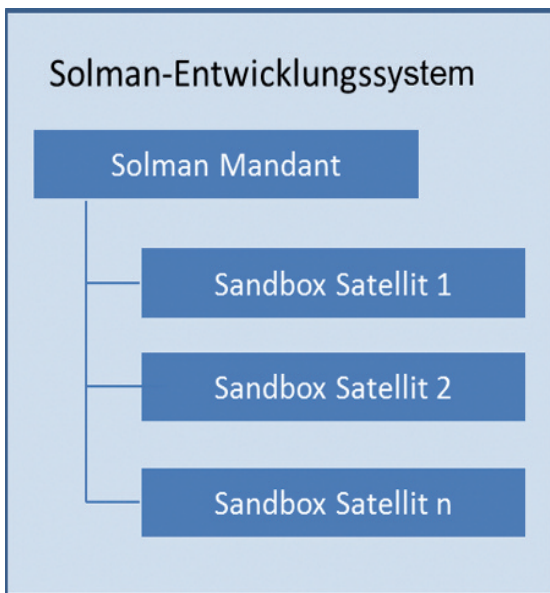 Solman-Entwicklungssystem
Solman Mandant
Sandbox Satellit 1
Sandbox Satellit 2
Sandbox Satellit n